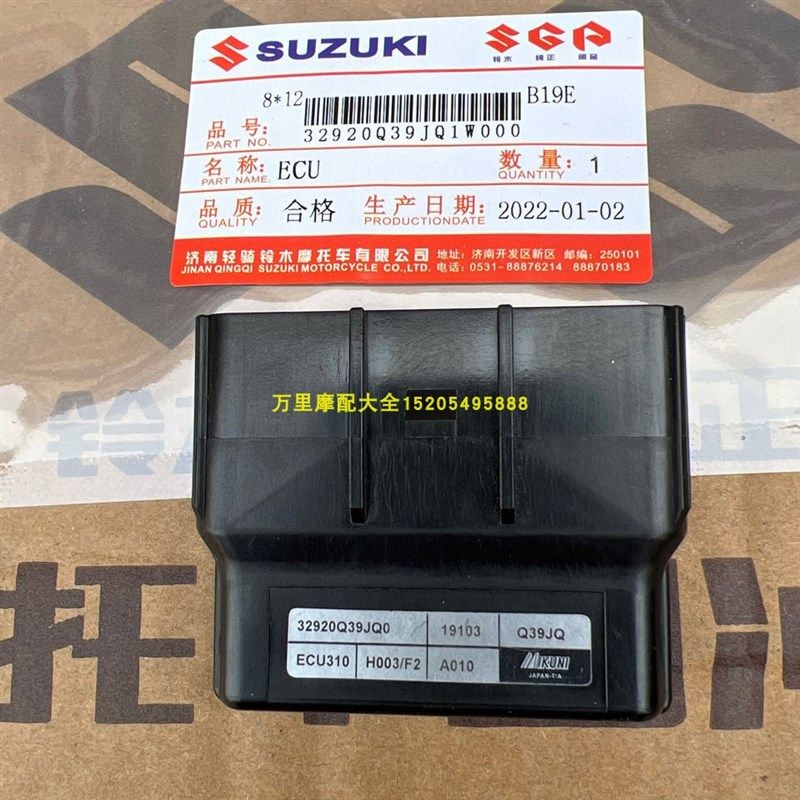 SUZUKI SGP
铃木 纯正 部品
8*12 B19E
品号: 32920Q39JQ1W000
PART NO.
名称: ECU 数量: 1
PART NAME: QUANTITY
品质: 合格 生产日期: 2022-01-02
QUALITY PRODUCTIONDATE
济南轻骑铃木摩托车有限公司 地址: 济南开发区新区 邮编: 250101
JINAN QINGQI SUZUKI MOTORCYCLE CO.,LTD. 电话: 0531-88876214 88870183
万里摩配大全15205495888
铃
正
32920Q39JQ0 19103 Q39JQ
ECU310 H003/F2 A010 MIKUNI
JAPAN-T/A
托